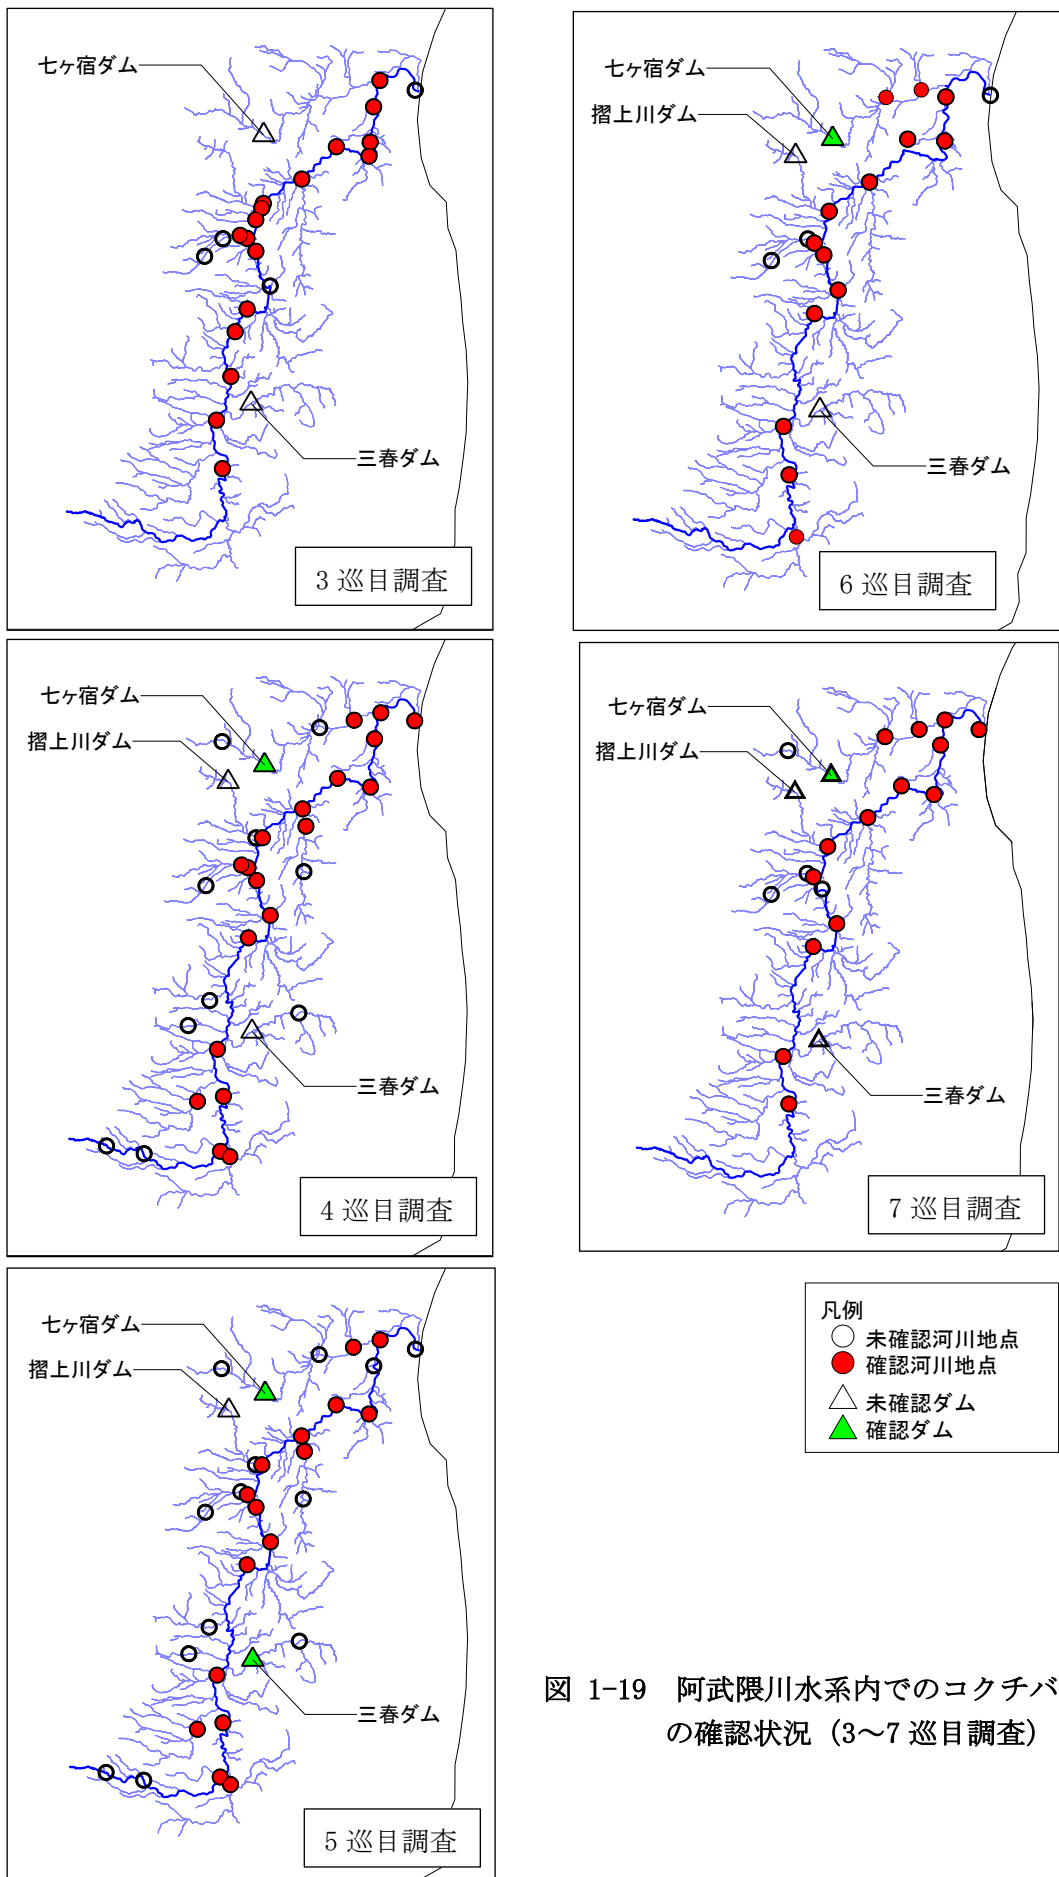 七ヶ宿ダム
三春ダム
3 巡目調査
七ヶ宿ダム
摺上川ダム
三春ダム
6 巡目調査
七ヶ宿ダム
摺上川ダム
三春ダム
4 巡目調査
七ヶ宿ダム
摺上川ダム
三春ダム
7 巡目調査
七ヶ宿ダム
摺上川ダム
三春ダム
5 巡目調査
凡例
未確認河川地点
確認河川地点
未確認ダム
確認ダム
図 1-19 阿武隈川水系内でのコクチバ
の確認状況（3～7 巡目調査）